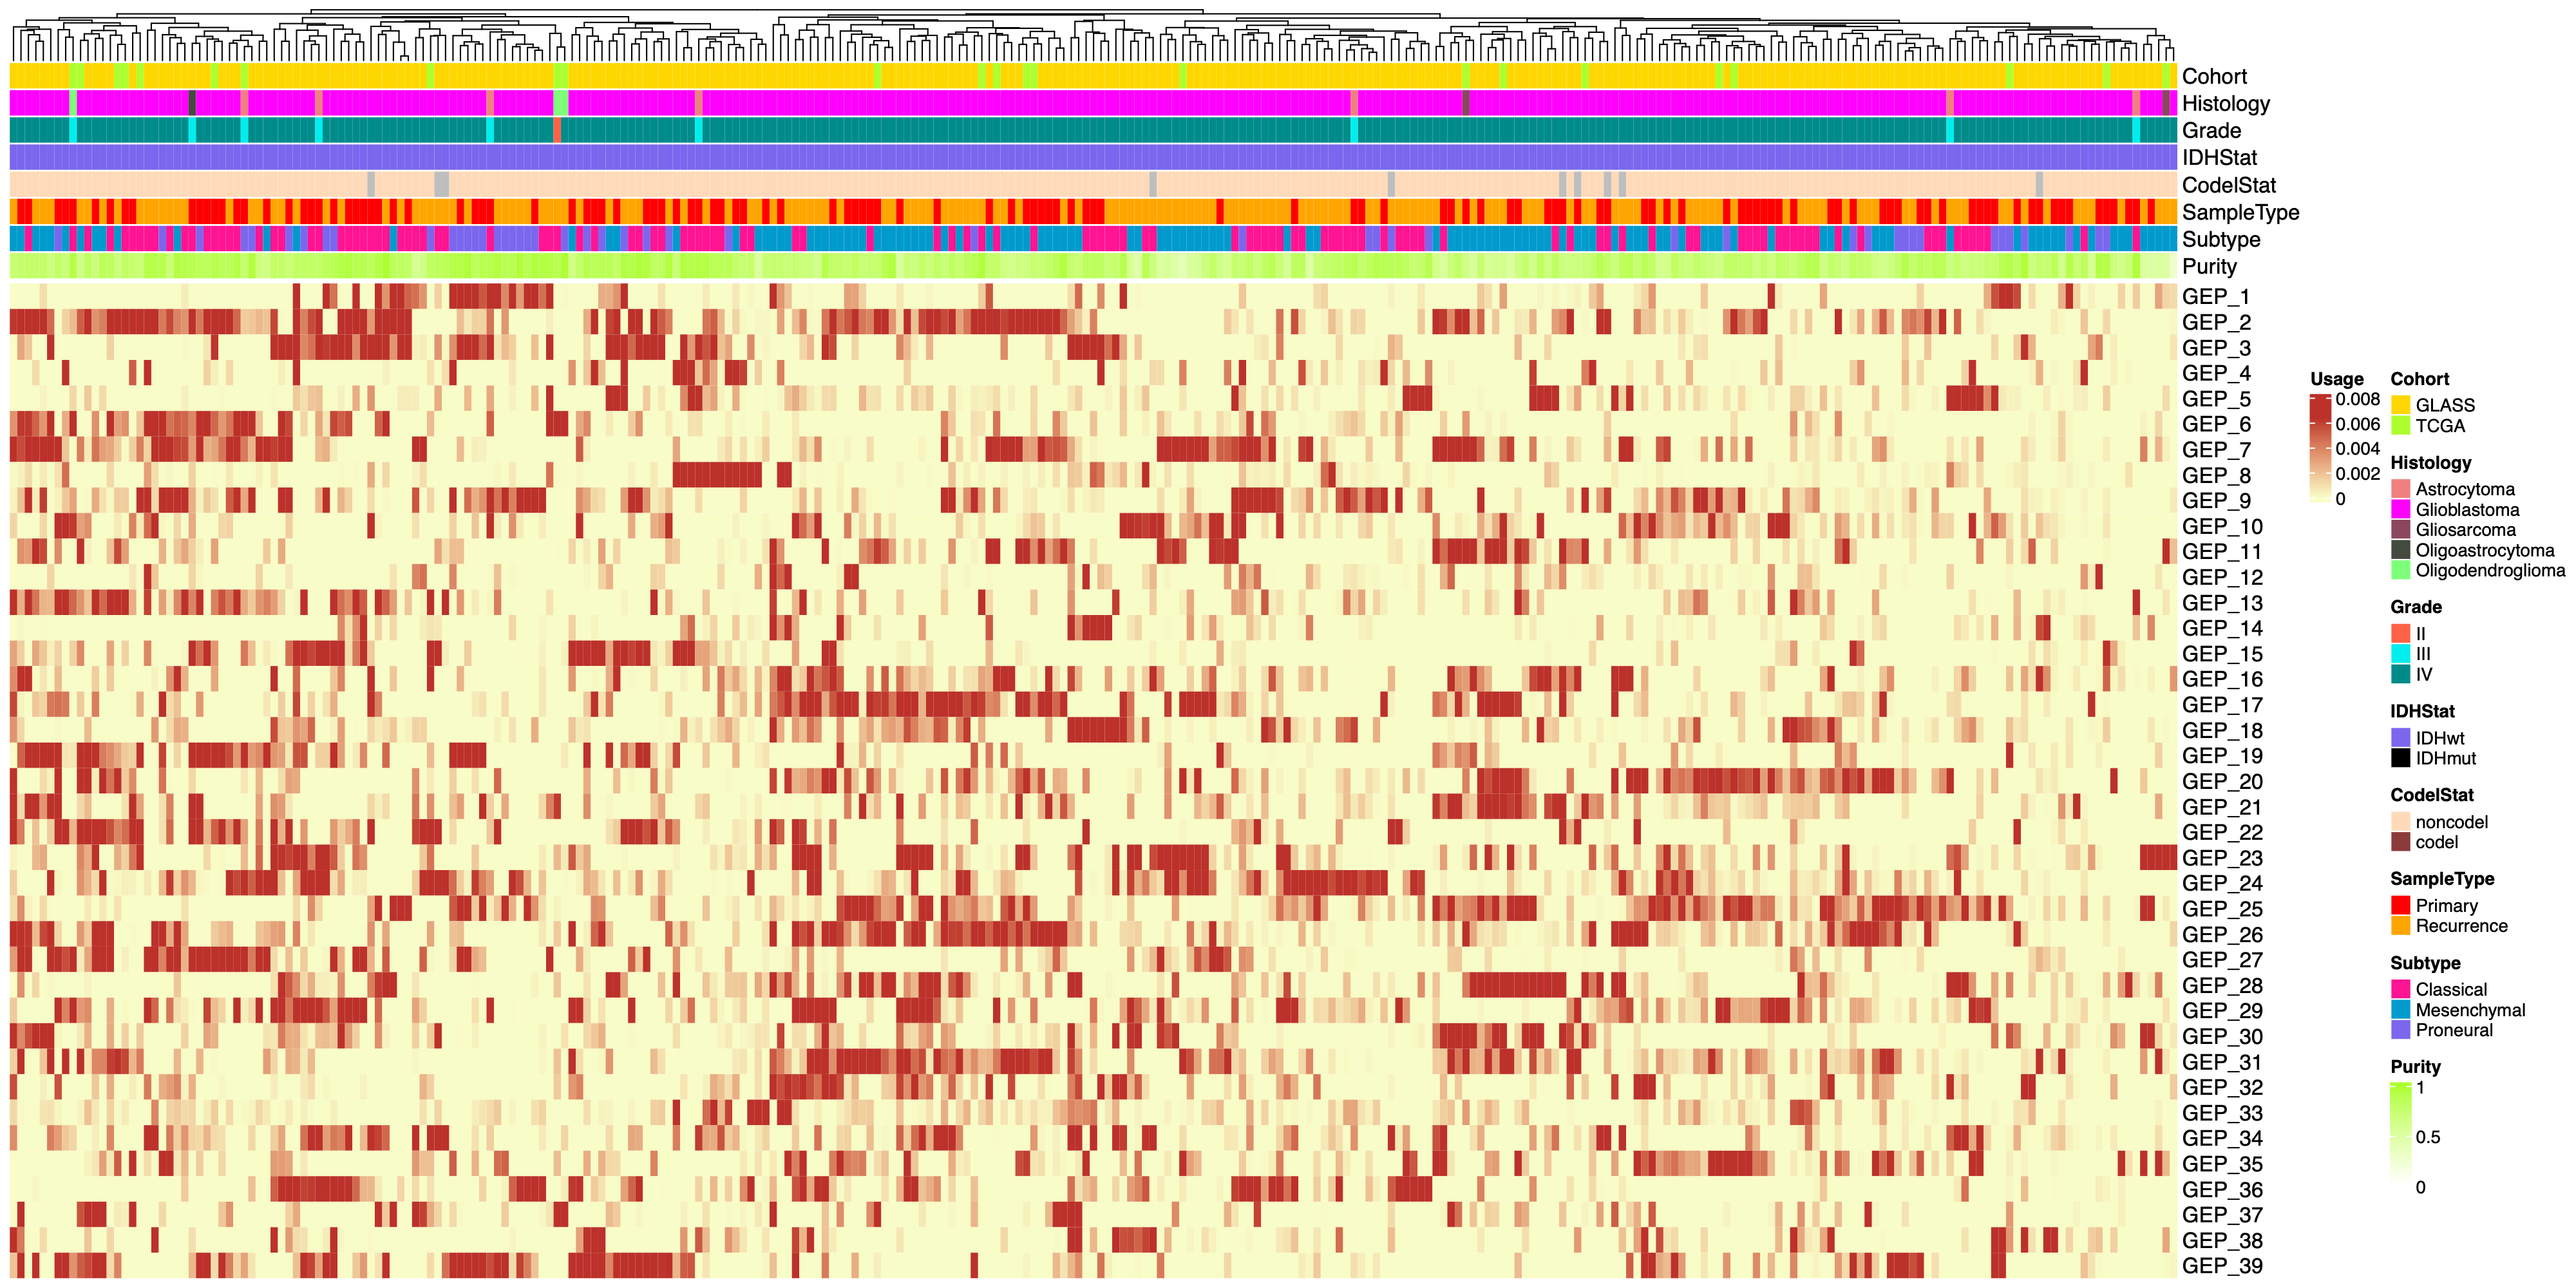 Cohort
Histology
Grade
IDHStat
CodelStat
SampleType
Subtype
Purity
GEP_1
GEP_2
GEP_3
GEP_4
GEP_5
GEP_6
GEP_7
GEP_8
GEP_9
GEP_10
GEP_11
GEP_12
GEP_13
GEP_14
GEP_15
GEP_16
GEP_17
GEP_18
GEP_19
GEP_20
GEP_21
GEP_22
GEP_23
GEP_24
GEP_25
GEP_26
GEP_27
GEP_28
GEP_29
GEP_30
GEP_31
GEP_32
GEP_33
GEP_34
GEP_35
GEP_36
GEP_37
GEP_38
GEP_39
Usage
0.008
0.006
0.004
0.002
0
Cohort
GLASS
TCGA
Histology
Astrocytoma
Glioblastoma
Gliosarcoma
Oligoastrocytoma
Oligodendroglioma
Grade
II
III
IV
IDHStat
IDHwt
IDHmut
CodelStat
noncodel
codel
SampleType
Primary
Recurrence
Subtype
Classical
Mesenchymal
Proneural
Purity
1
0.5
0